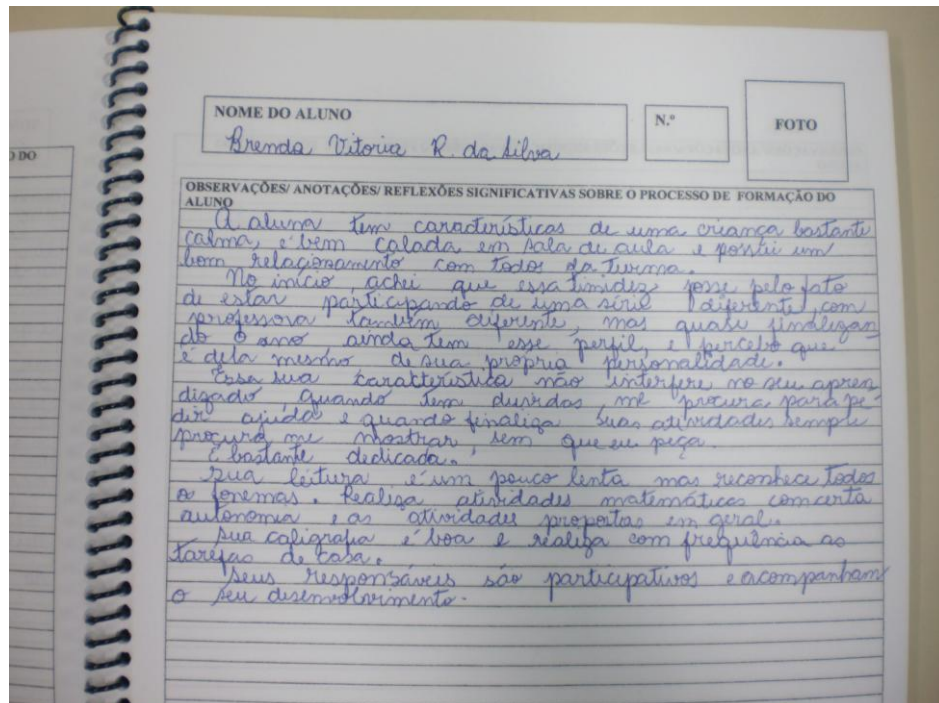 DO DO
NOME DO ALUNO
N.º
FOTO
Brenda Vitoria R. da Silva
OBSERVAÇÕES/ ANOTAÇÕES/ REFLEXÕES SIGNIFICATIVAS SOBRE O PROCESSO DE FORMAÇÃO DO
ALUNO
A aluna tem características de uma criança bastante
calma, é bem calada em sala de aula e possui um
bom relacionamento com todos da turma.
No início, achei que essa timidez fosse pelo fato
de estar participando de uma série diferente, com
professora também diferente, mas quase finalizan
do o ano, ainda tem esse perfil, e percebo que
é dela mesmo de sua própria personalidade.
Essa sua característica não interfere no seu apren
dizado, quando tem duvidas, me procura para pe-
dir ajuda e quando finaliza suas atividades sempre
procura me mostrar, sem que eu peça.
É bastante dedicada.
Sua leitura é um pouco lenta mas reconhece todos
os fonemas. Realiza atividades matemáticas com certa
autonomia e as atividades propostas em geral.
Sua caligrafia é boa e realiza com frequência as
tarefas de casa.
Seus responsáveis são participativos e acompanham
o seu desenvolvimento.